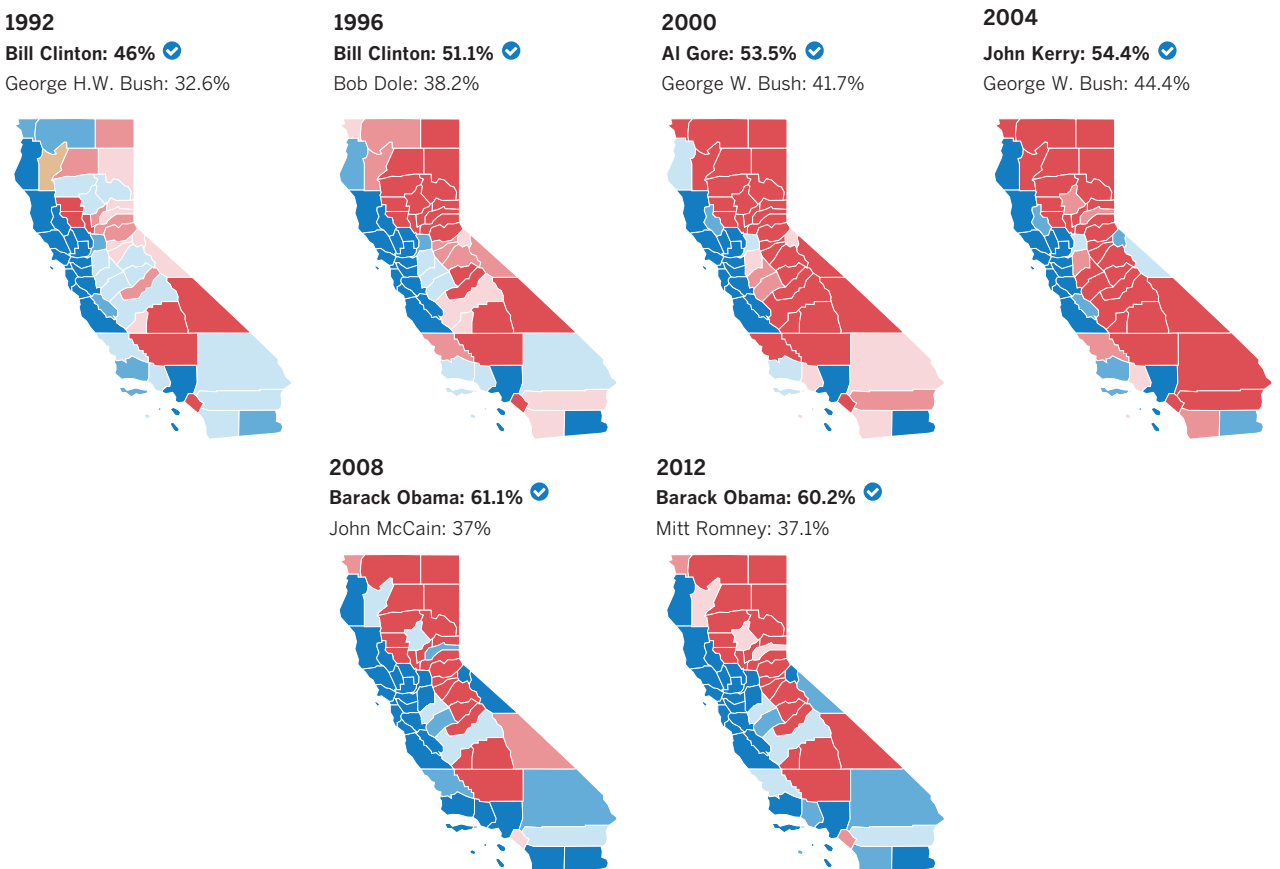 1992
Bill Clinton: 46%
George H.W. Bush: 32.6%
1996
Bill Clinton: 51.1%
Bob Dole: 38.2%
2000
Al Gore: 53.5%
George W. Bush: 41.7%
2004
John Kerry: 54.4%
George W. Bush: 44.4%
2008
Barack Obama: 61.1%
John McCain: 37%
2012
Barack Obama: 60.2%
Mitt Romney: 37.1%